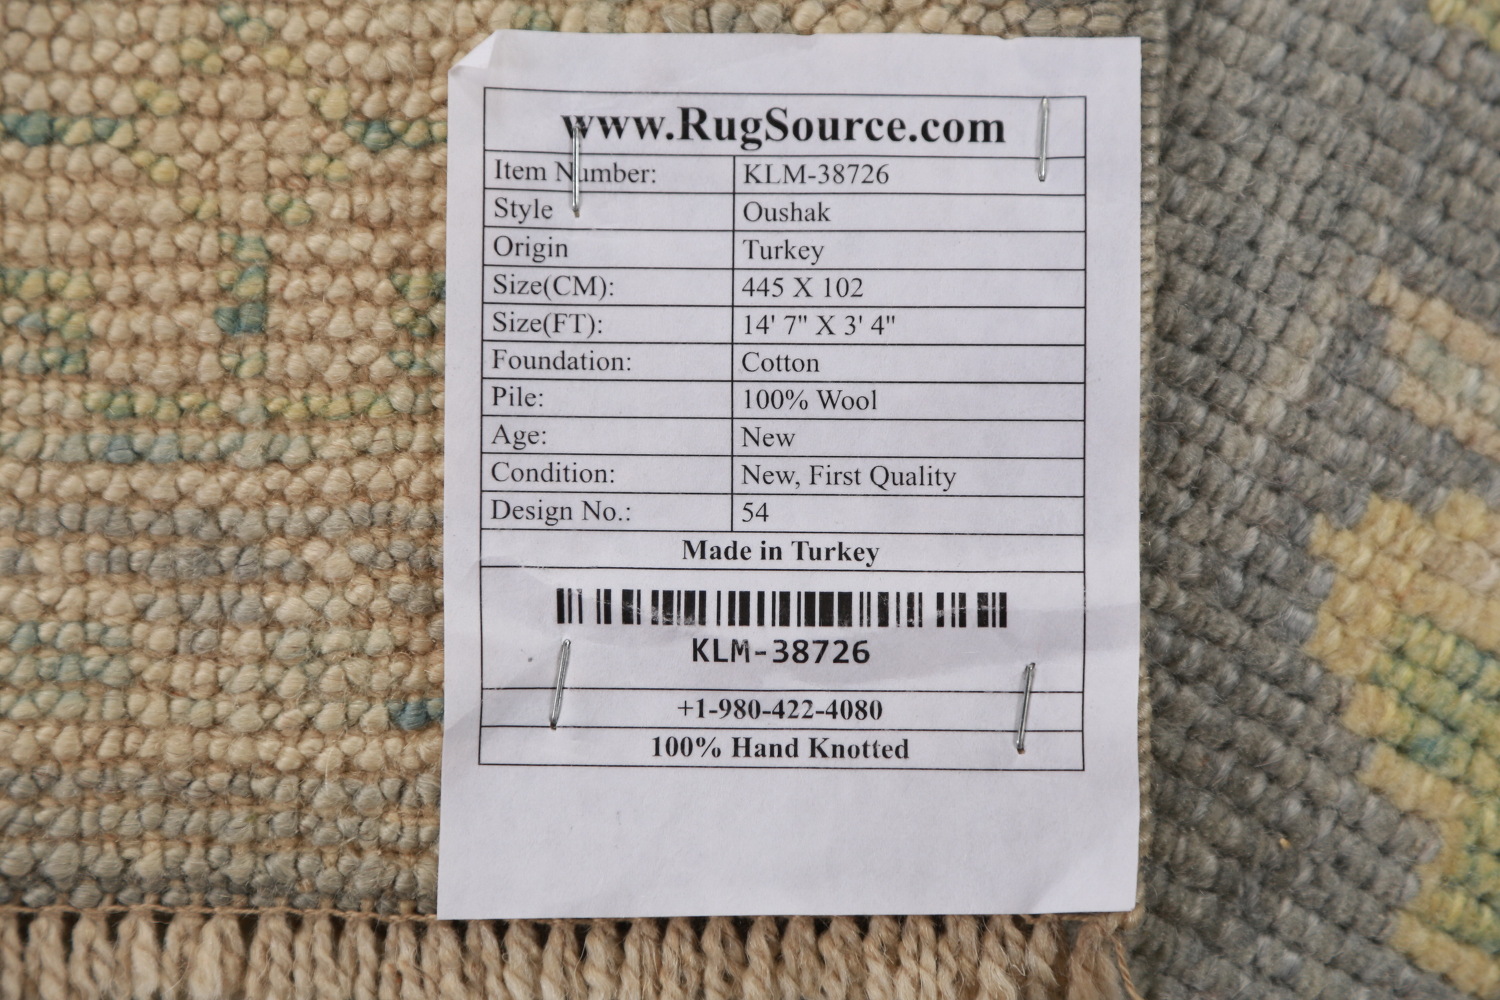 www.RugSource.com
Item Number: KLM-38726
Style Oushak
Origin Turkey
Size(CM): 445 X 102
Size(FT): 14' 7" X 3' 4"
Foundation: Cotton
Pile: 100% Wool
Age: New
Condition: New, First Quality
Design No.: 54
Made in Turkey
KLM-38726
+1-980-422-4080
100% Hand Knotted